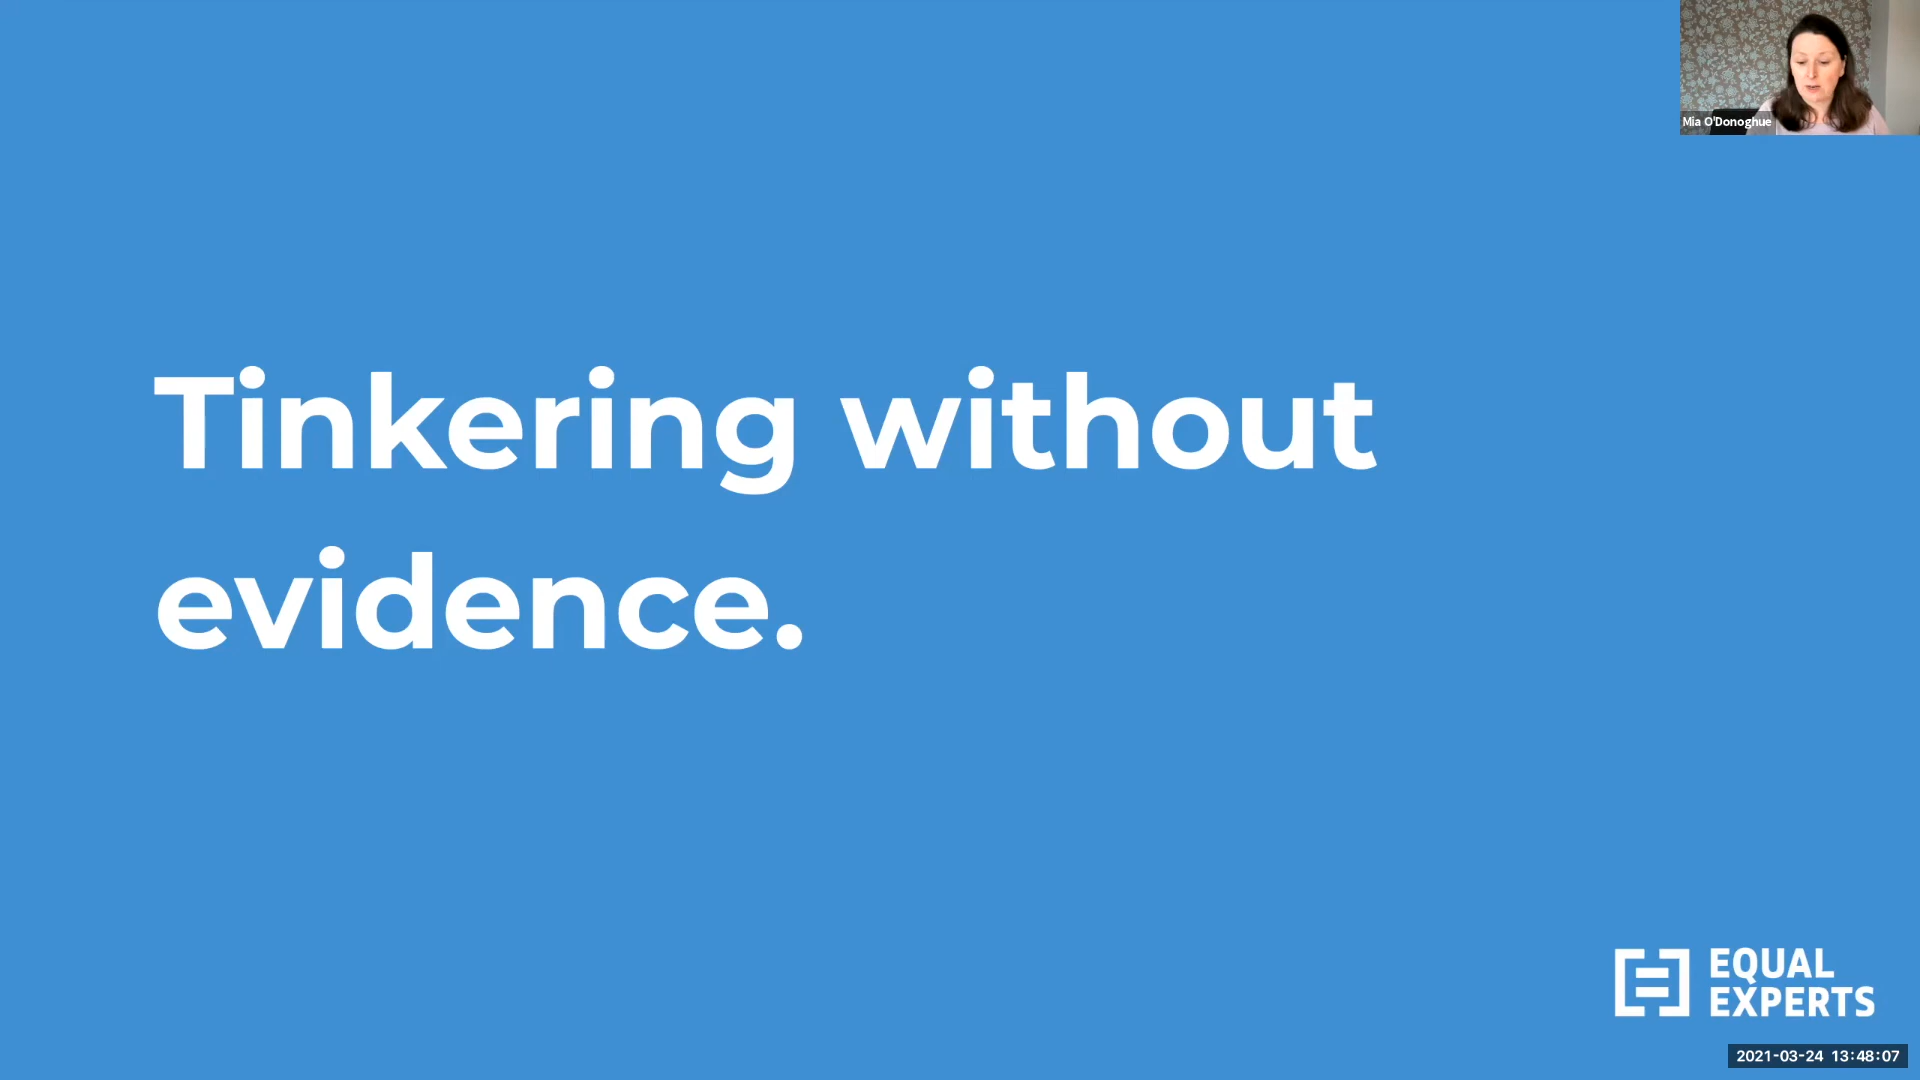 Mia O'Donoghue
Tinkering without
evidence.
EQUAL
EXPERTS
2021-03-24 13:48:07